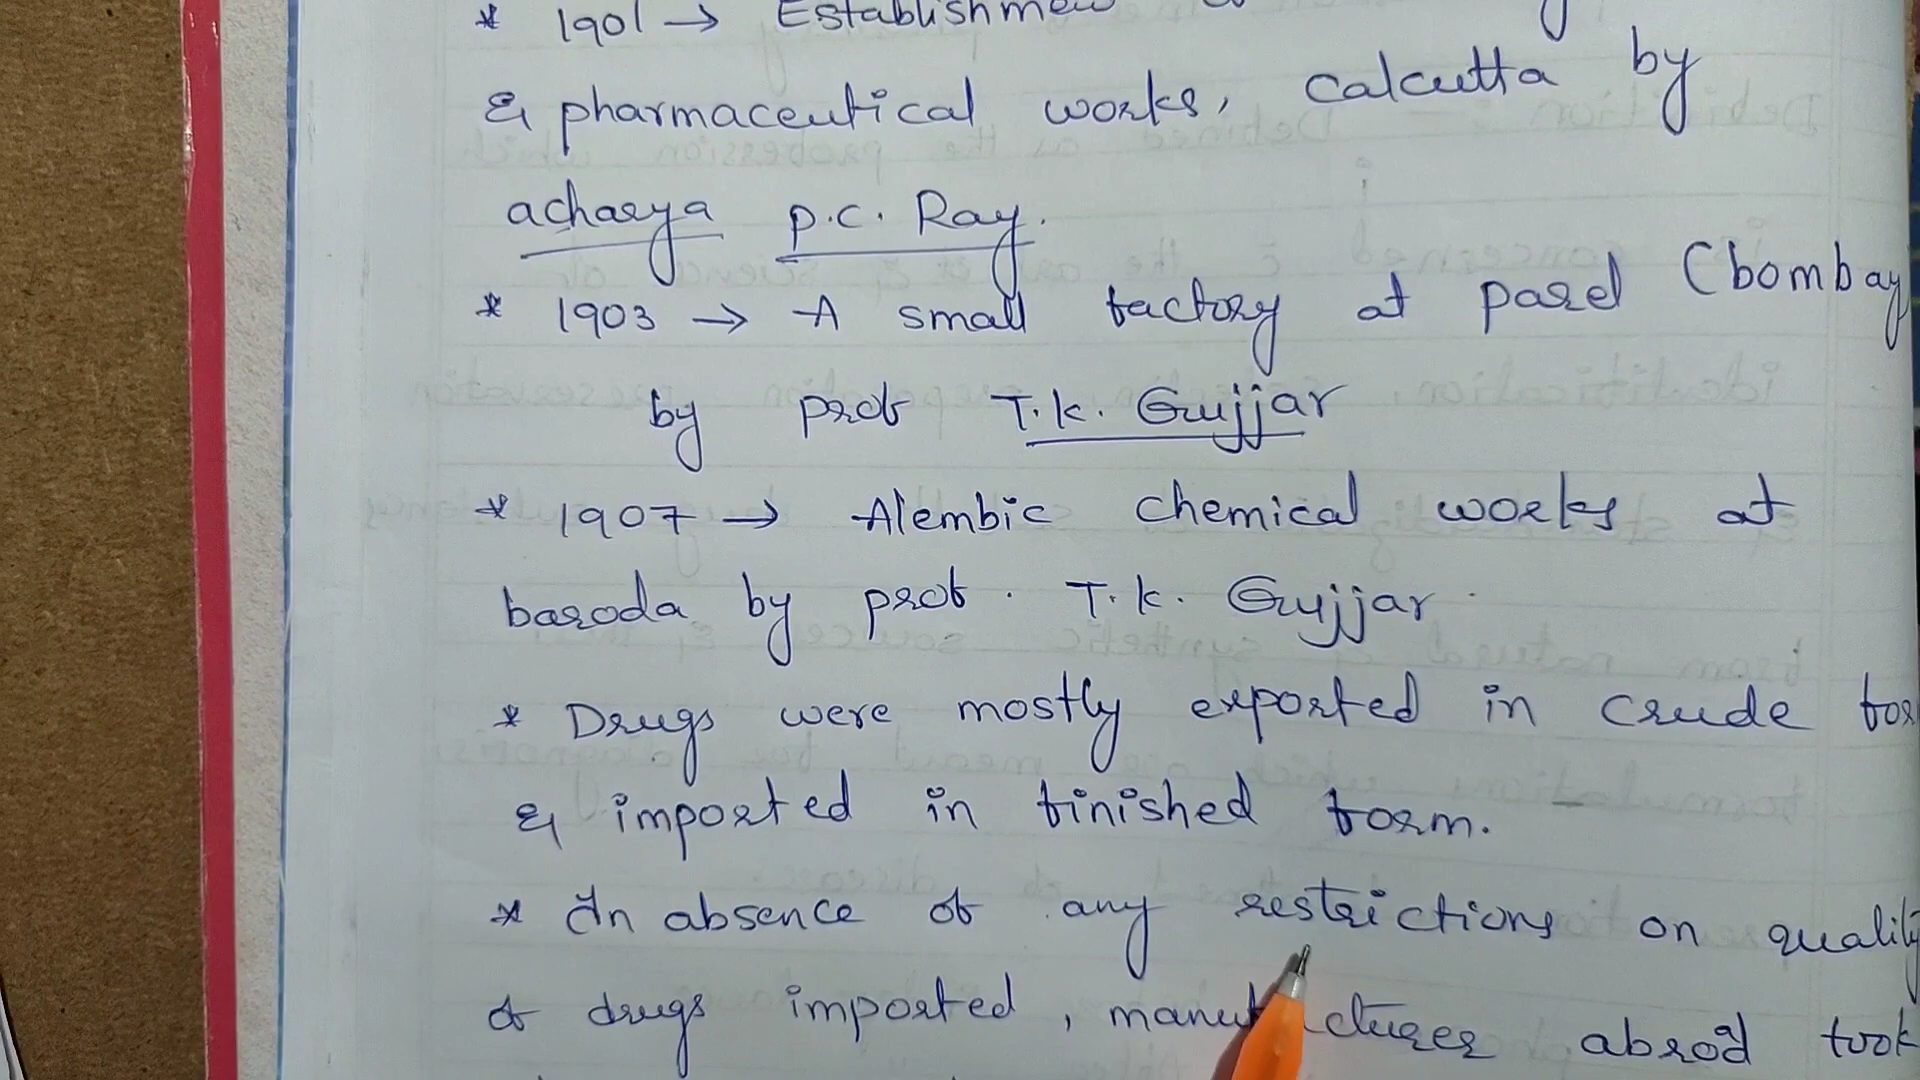 * 1901 → Establishment
& pharmaceutical works, calcutta by
acharya p.c. Ray.
* 1903 → A small factory at parel (bombay
by prof T.k. Gujjar
* 1907 → Alembic chemical works at
baroda by prof. T.k. Gujjar.
* Drugs were mostly exported in crude for
& imported in finished form.
* In absence of any restrictions on quality
of drugs imported, manufacturer abroad took